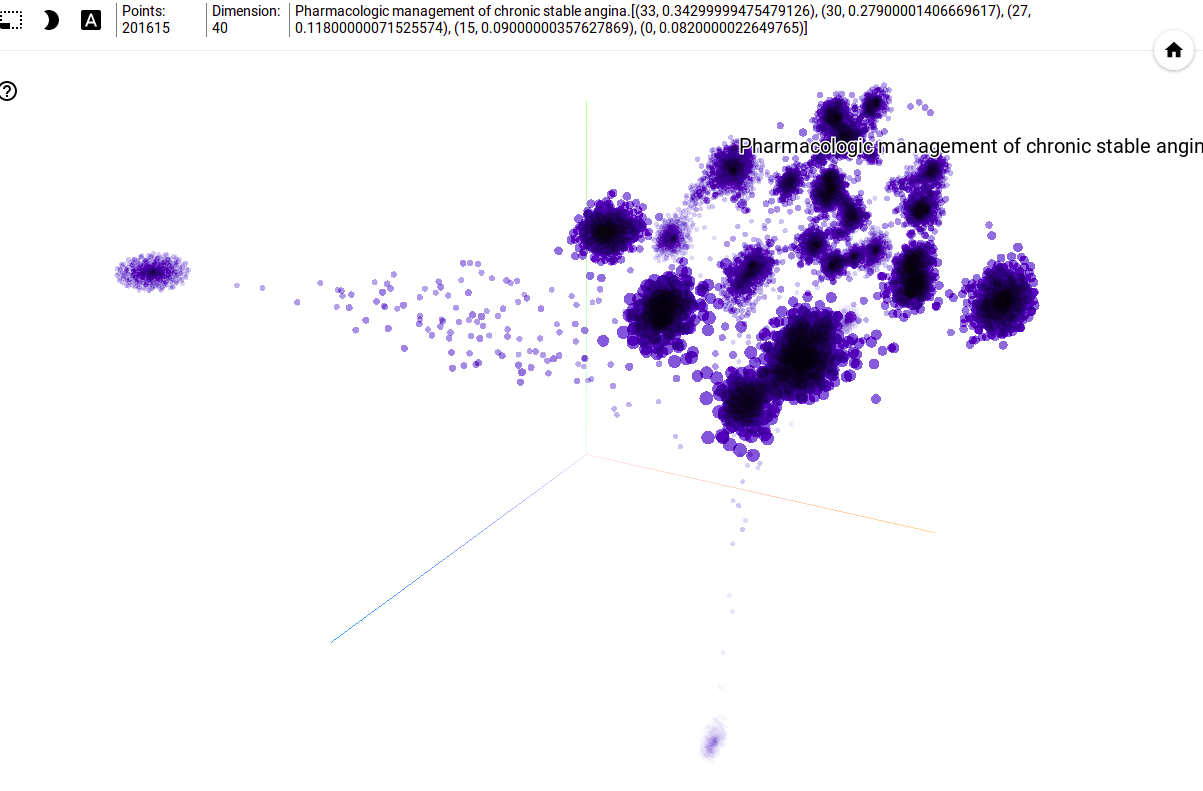 A
Points:
201615
Dimension:
40
Pharmacologic management of chronic stable angina.[(33, 0.34299999475479126), (30, 0.27900001406669617), (27,
0.11800000071525574), (15, 0.09000000357627869), (0, 0.0820000022649765)]
?
Pharmacologic management of chronic stable angin